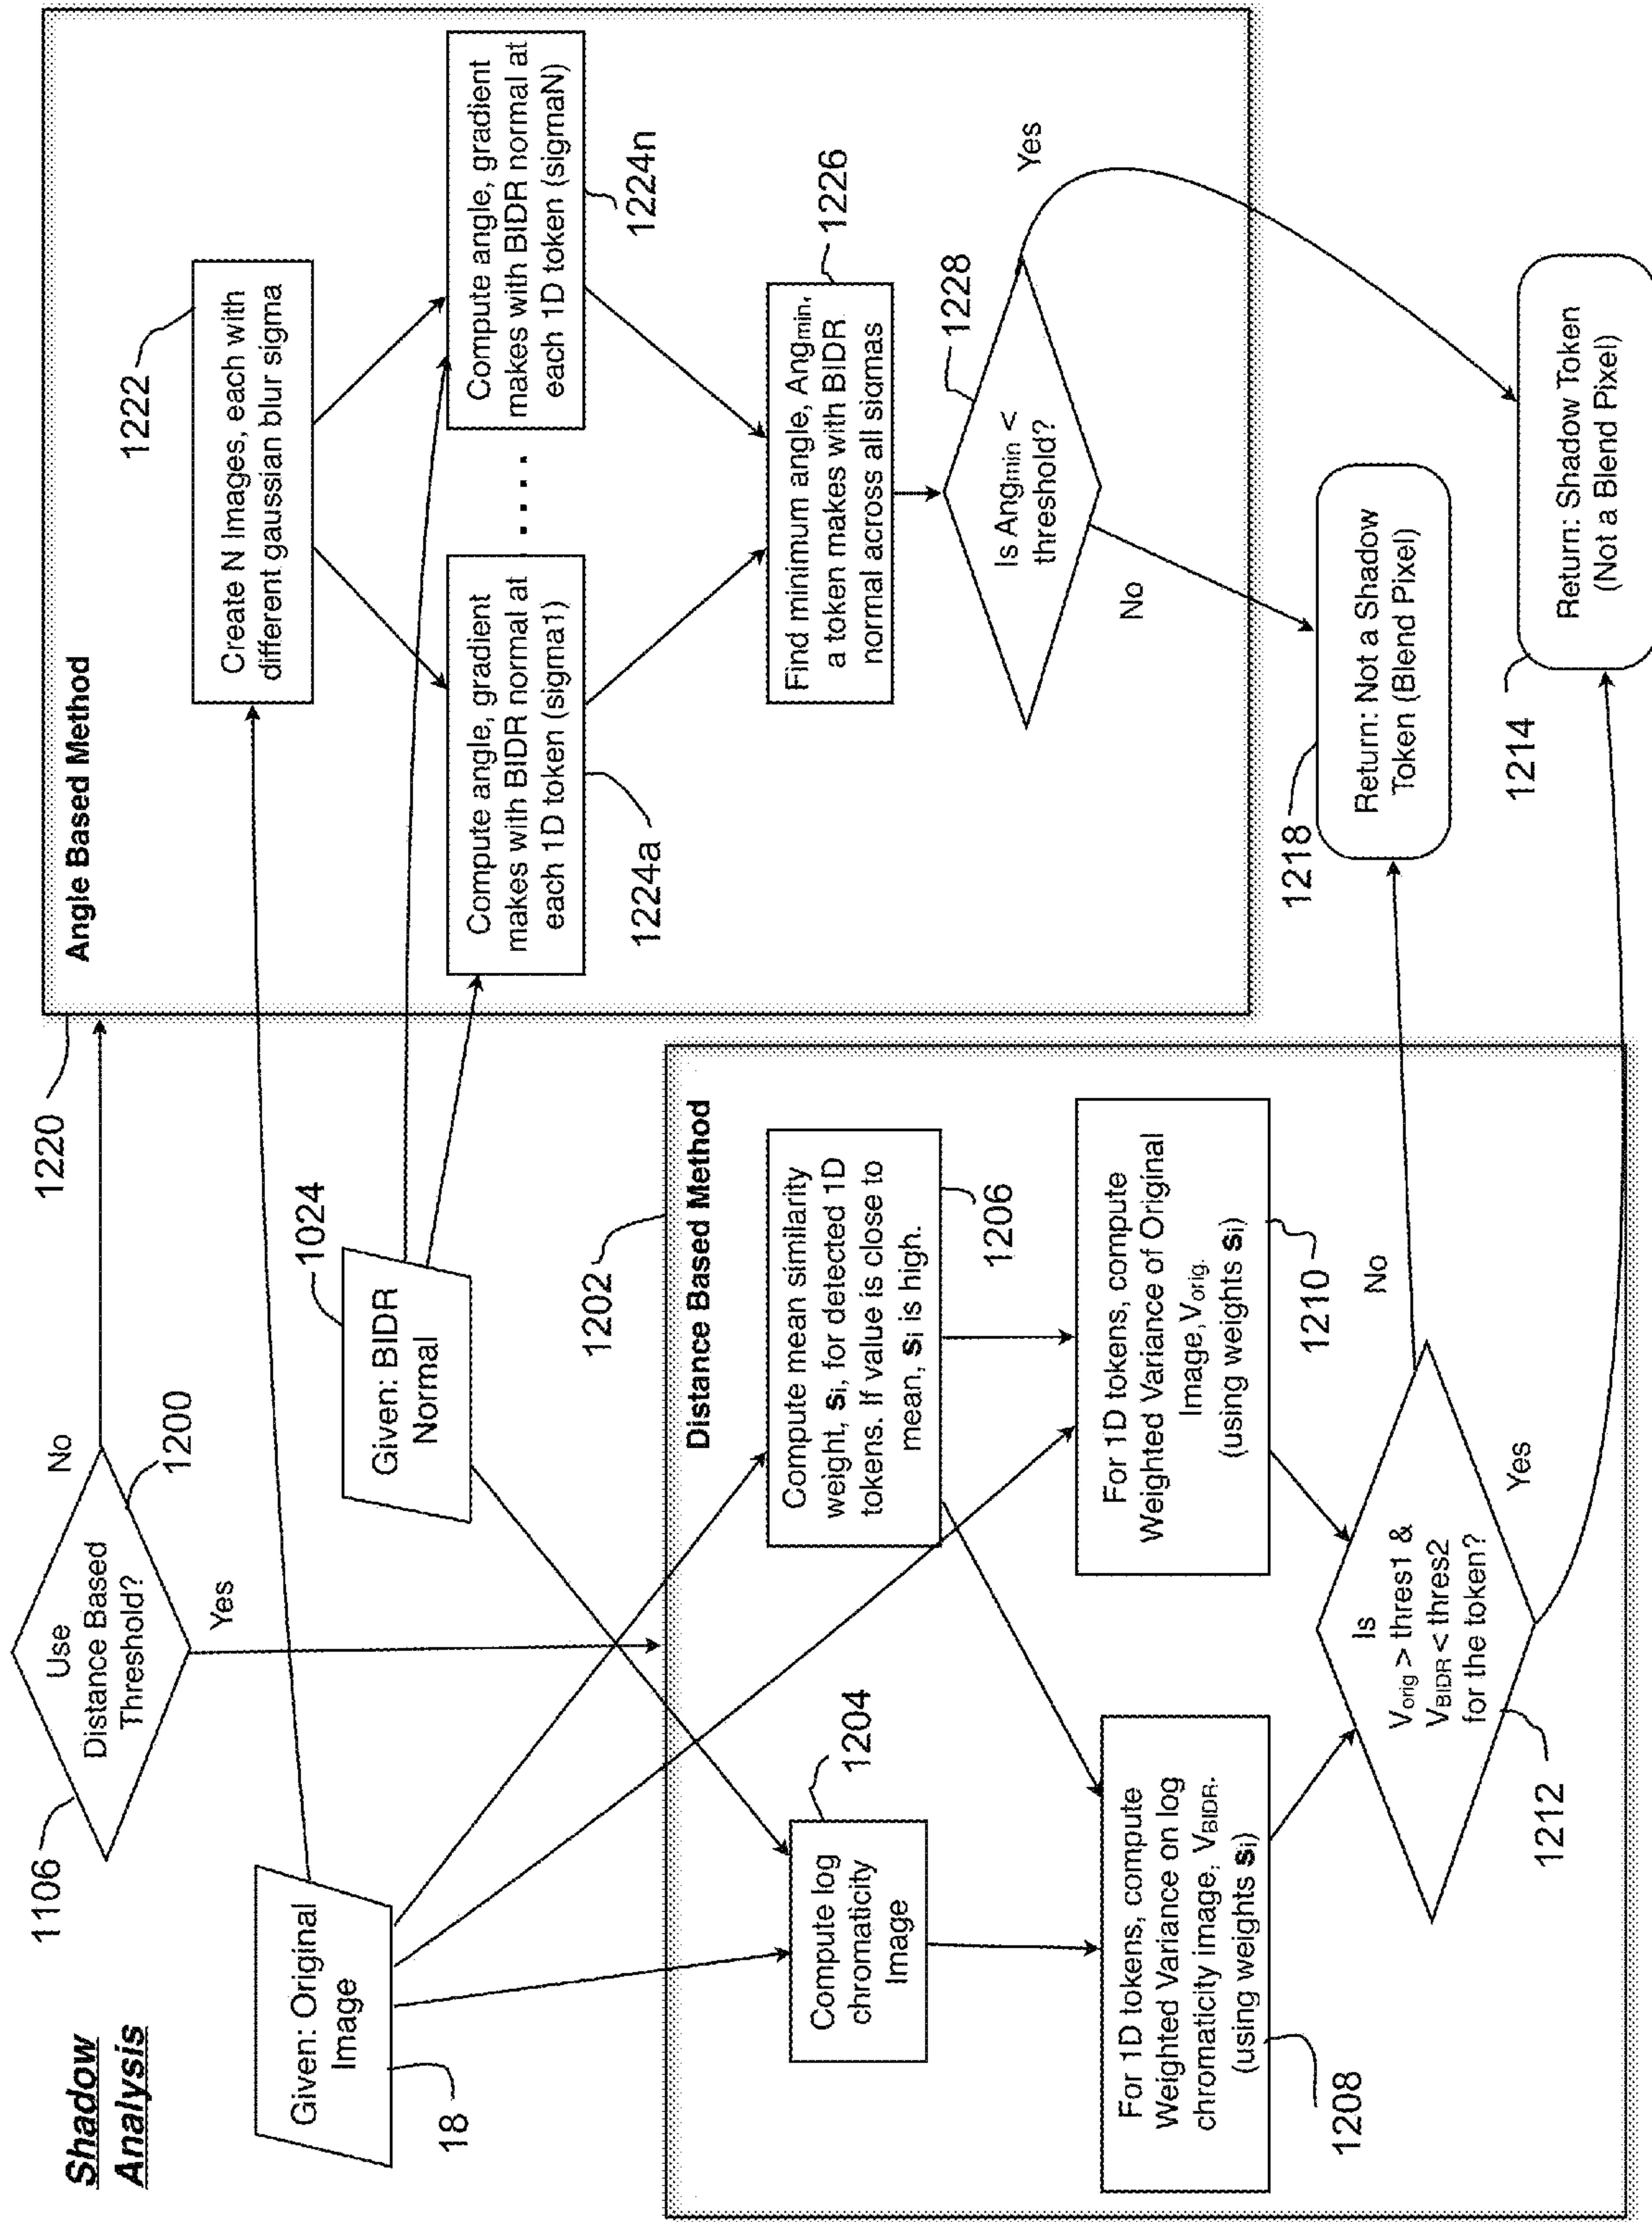 Shadow
Analysis
1106
Use
Distance Based
Threshold?
1200
No
Yes
1220
Given: Original
Image
18
Given: BIDR
Normal
1024
1202
Distance Based Method
Compute log
chromaticity
Image
1204
Compute mean similarity
weight, si, for detected 1D
tokens. If value is close to
mean, si is high.
1206
For 1D tokens, compute
Weighted Variance on log
chromaticity image, VBIDR.
(using weights si)
1208
For 1D tokens, compute
Weighted Variance of Original
Image,Vorig.
(using weights si)
1210
Is
Vorig > thres1 &
VBIDR < thres2
for the token?
1212
No
Yes
Angle Based Method
1222
Create N Images, each with
different gaussian blur sigma
Compute angle, gradient
makes with BIDR normal at
each 1D token (sigma1)
1224a
. . . .
Compute angle, gradient
makes with BIDR normal at
each 1D token (sigmaN)
1224n
Find minimum angle, Angmin,
a token makes with BIDR
normal across all sigmas
1226
Is Angmin <
threshold?
1228
Yes
No
1218
Return: Not a Shadow
Token (Blend Pixel)
1214
Return: Shadow Token
(Not a Blend Pixel)